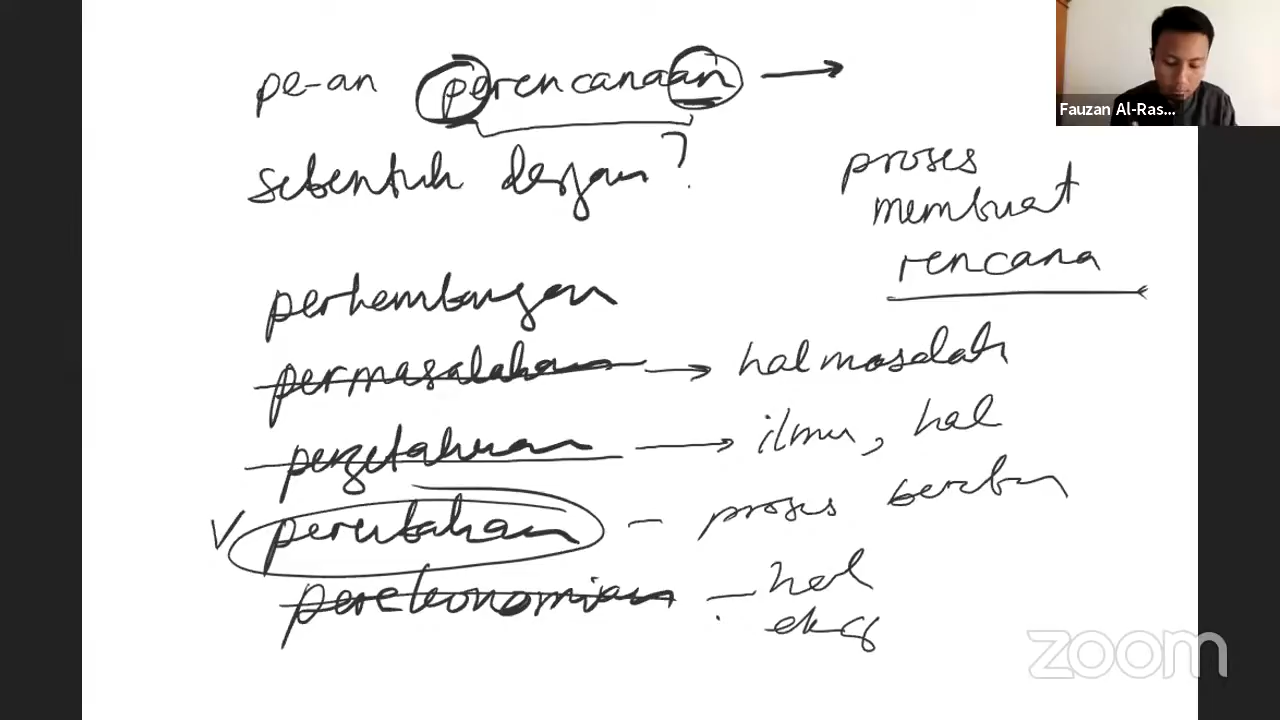 pe-an perencanaan →
sebentuh dengan?
proses
membuat
rencana
perkembangan
permasalahan → hal masalah
pengetahuan → ilmu, hal
√ perubahan - proses berubah
perekonomian - hal
Fauzan Al-Ras...
zoom